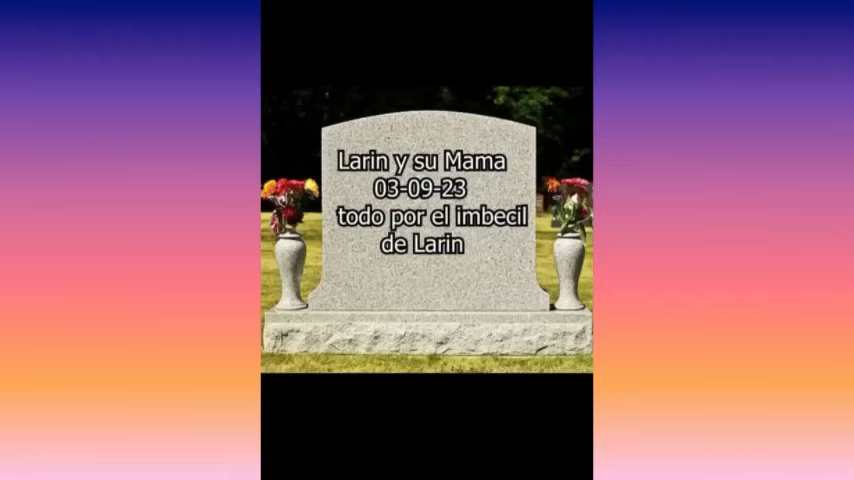 Larin y su Mama
03-09-23
todo por el imbecil
de Larin